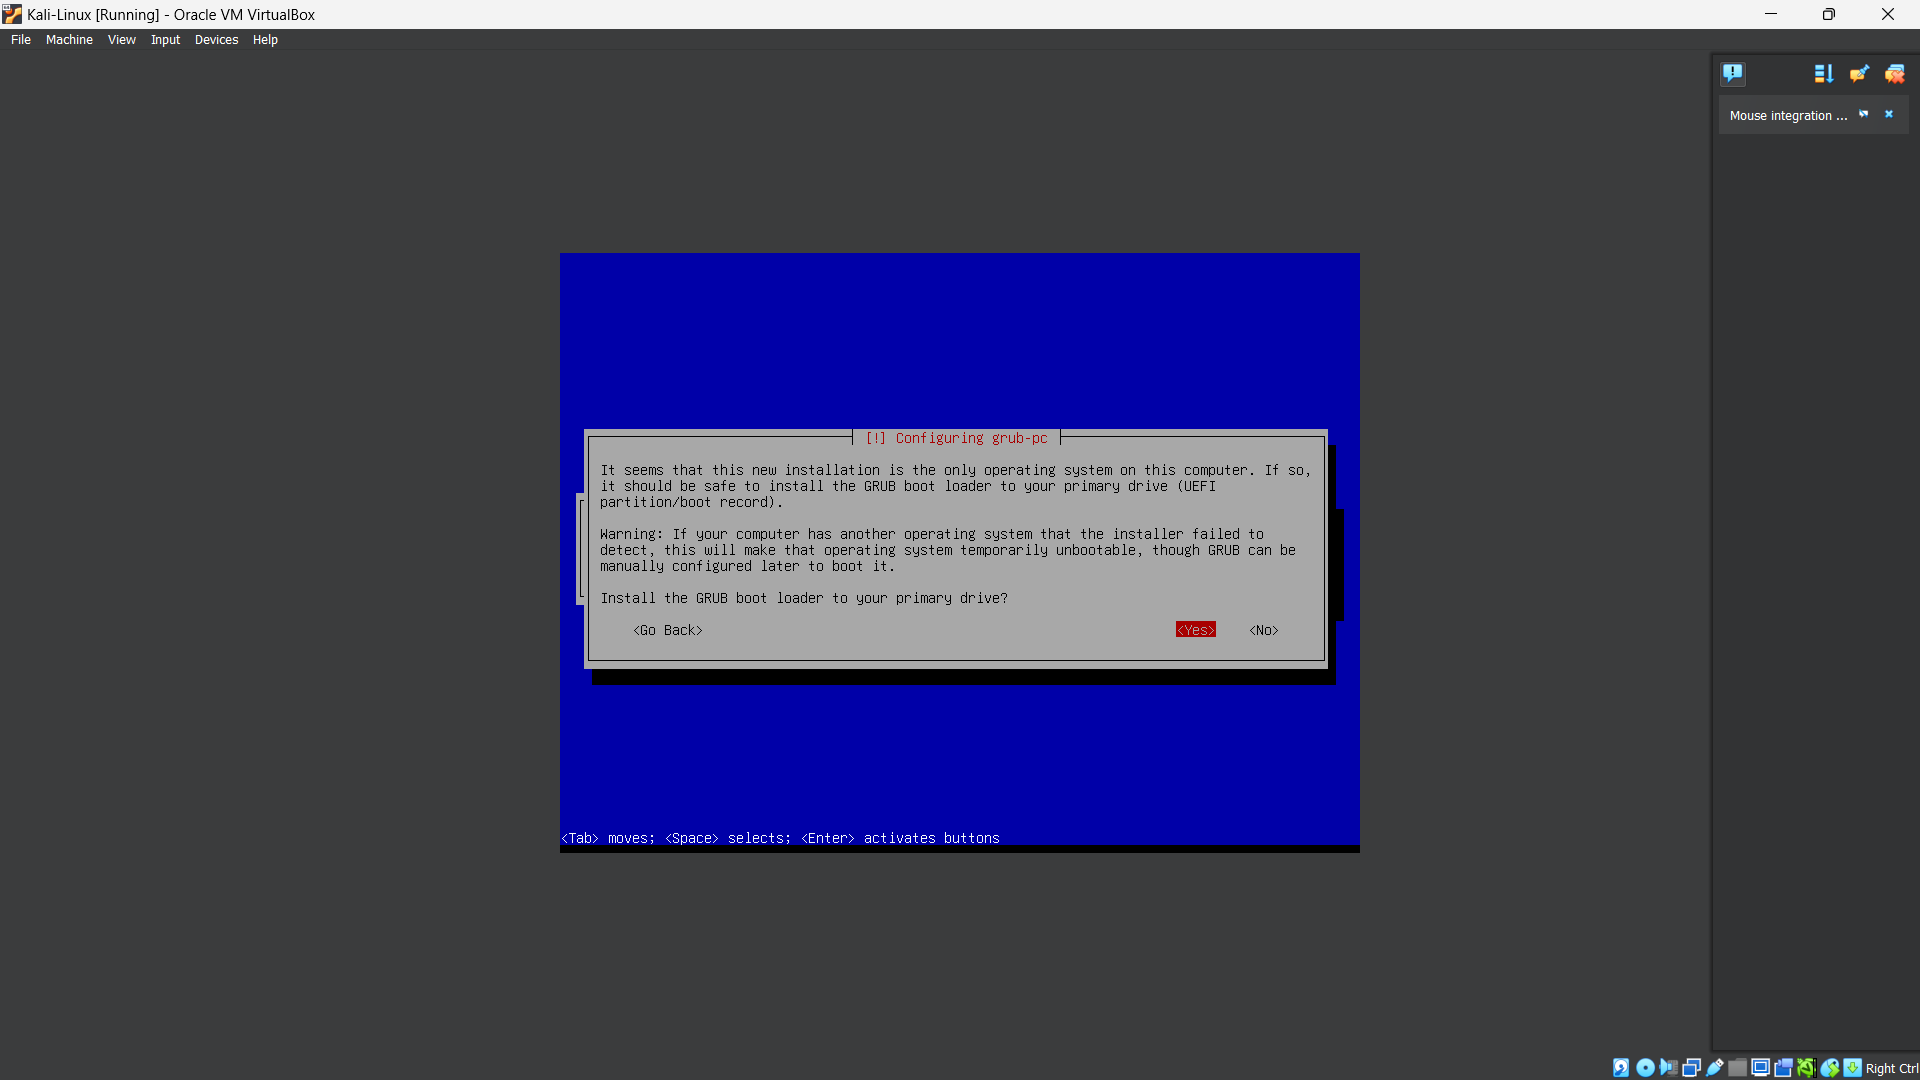 Kali-Linux [Running] - Oracle VM VirtualBox
File Machine View Input Devices Help
Mouse integration ...
[!] Configuring grub-pc
It seems that this new installation is the only operating system on this computer. If so,
it should be safe to install the GRUB boot loader to your primary drive (UEFI
partition/boot record).
Warning: If your computer has another operating system that the installer failed to
detect, this will make that operating system temporarily unbootable, though GRUB can be
manually configured later to boot it.
Install the GRUB boot loader to your primary drive?
<Go Back> <Yes> <No>
<Tab> moves; <Space> selects; <Enter> activates buttons
Right Ctrl